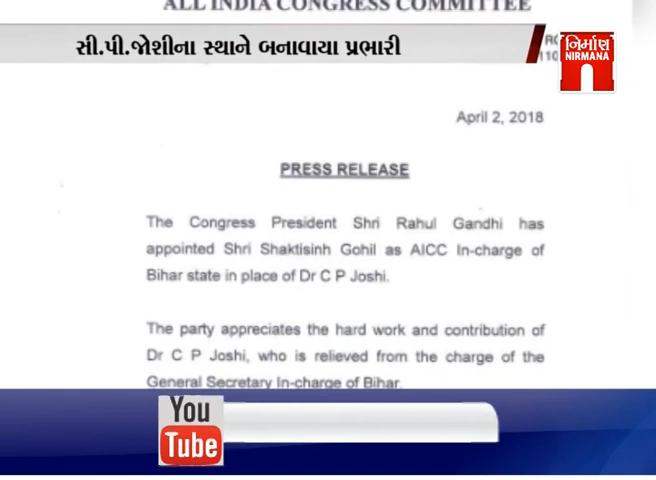 ALL INDIA CONGRESS COMMITTEE
સી.પી.જોશીના સ્થાને બનાવાયા પ્રભારી
110
નિર્માણ
NIRMANA
April 2, 2018
PRESS RELEASE
The Congress President Shri Rahul Gandhi has
appointed Shri Shaktisinh Gohil as AICC In-charge of
Bihar state in place of Dr C P Joshi.
The party appreciates the hard work and contribution of
Dr C P Joshi, who is relieved from the charge of the
General Secretary In-charge of Bihar.
You
Tube